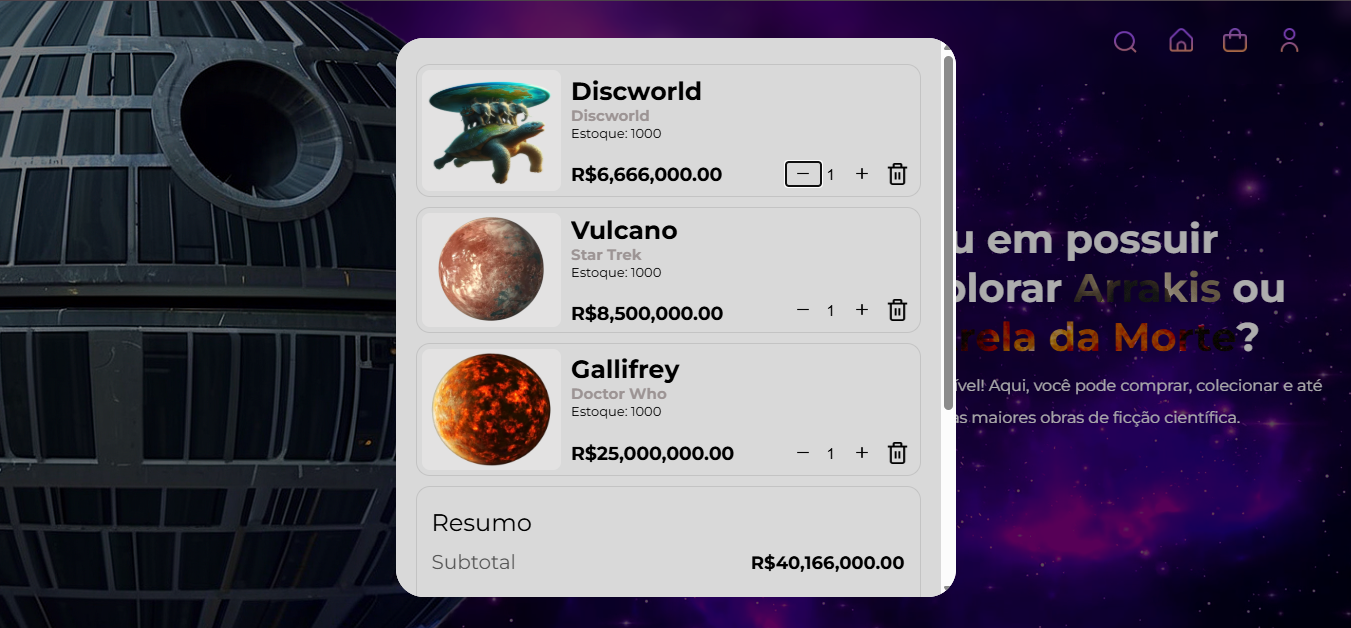 Discworld
Discworld
Estoque: 1000
R$6,666,000.00
1
Vulcano
Star Trek
Estoque: 1000
R$8,500,000.00
1
Gallifrey
Doctor Who
Estoque: 1000
R$25,000,000.00
1
Resumo
Subtotal
R$40,166,000.00
u em possuir
plorar Arrakis ou
rela da Morte?
ível! Aqui, você pode comprar, colecionar e até
as maiores obras de ficção científica.